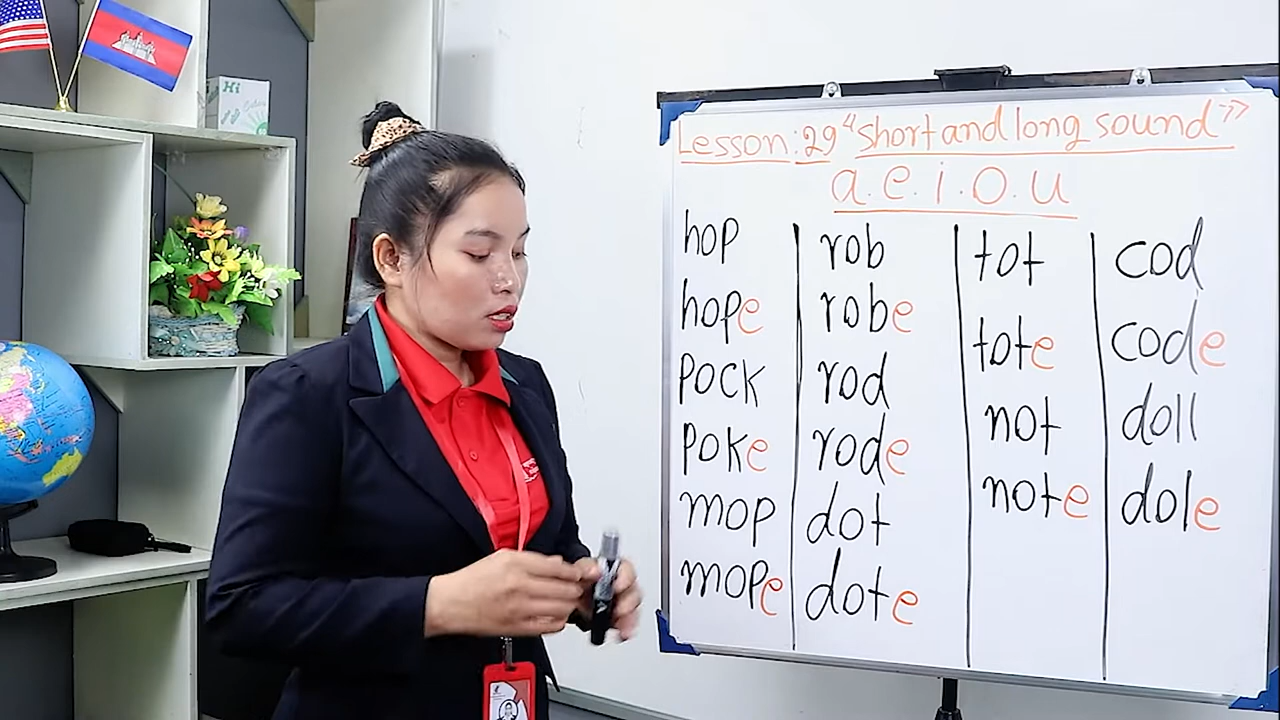 Lesson: 29 "short and long sound"
a.e.i.o.u
hop
hope
pock
poke
mop
mope
rob
robe
rod
rode
dot
dote
tot
tote
not
note
cod
code
doll
dole
Hi